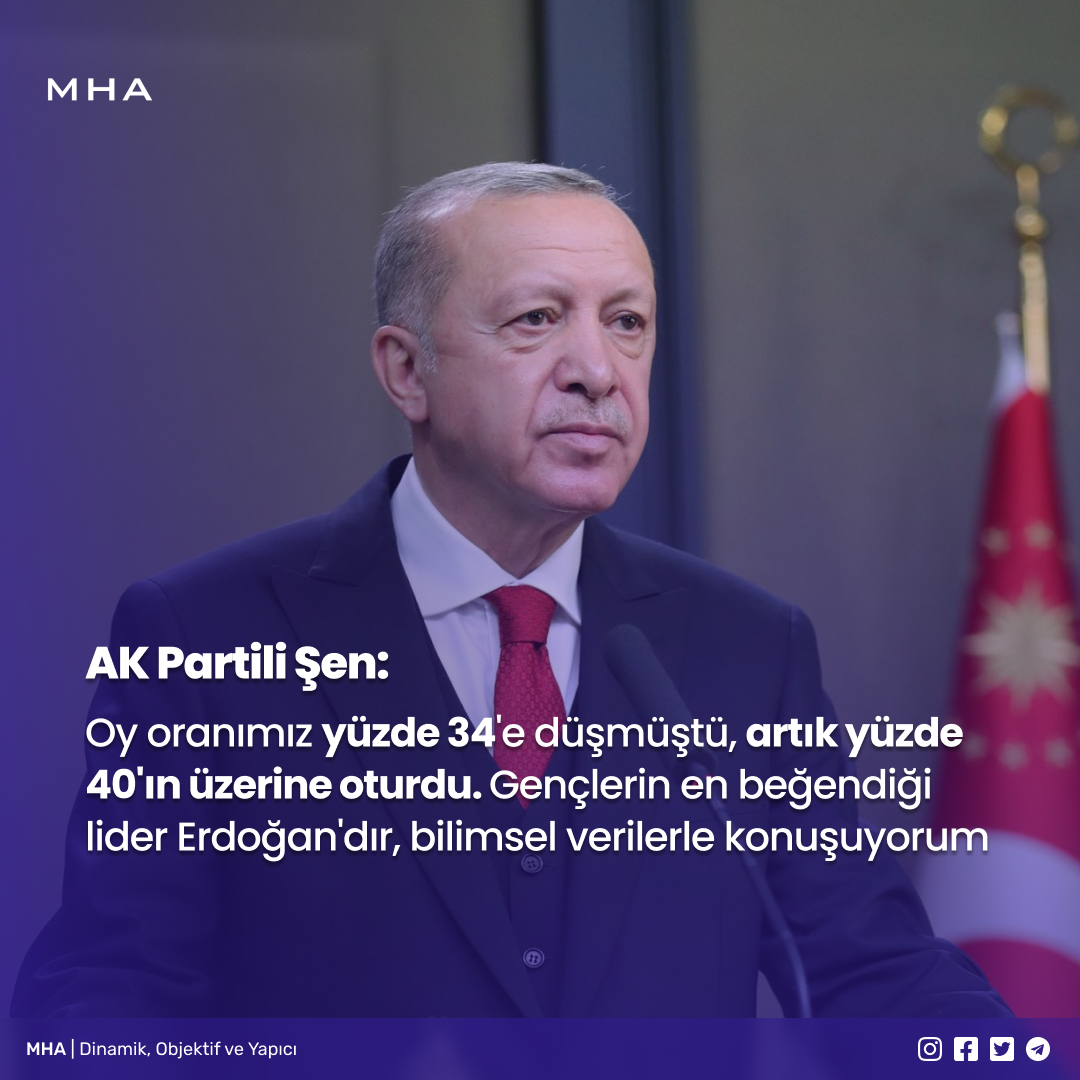 MHA
AK Partili Şen:
Oy oranımız yüzde 34'e düşmüştü, artık yüzde
40'ın üzerine oturdu. Gençlerin en beğendiği
lider Erdoğan'dır, bilimsel verilerle konuşuyorum
MHA | Dinamik, Objektif ve Yapıcı